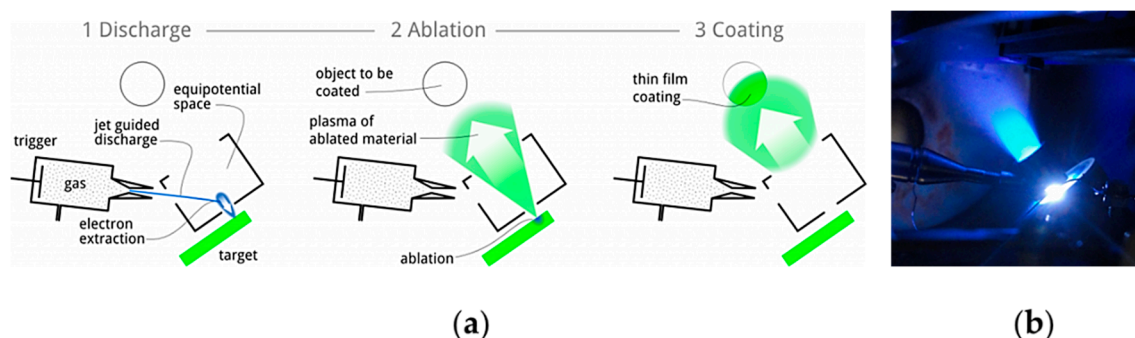 1 Discharge
2 Ablation
3 Coating
equipotential
space
jet guided
discharge
trigger
gas
electron
extraction
target
object to be
coated
plasma of
ablated material
ablation
thin film
coating
(a)
(b)